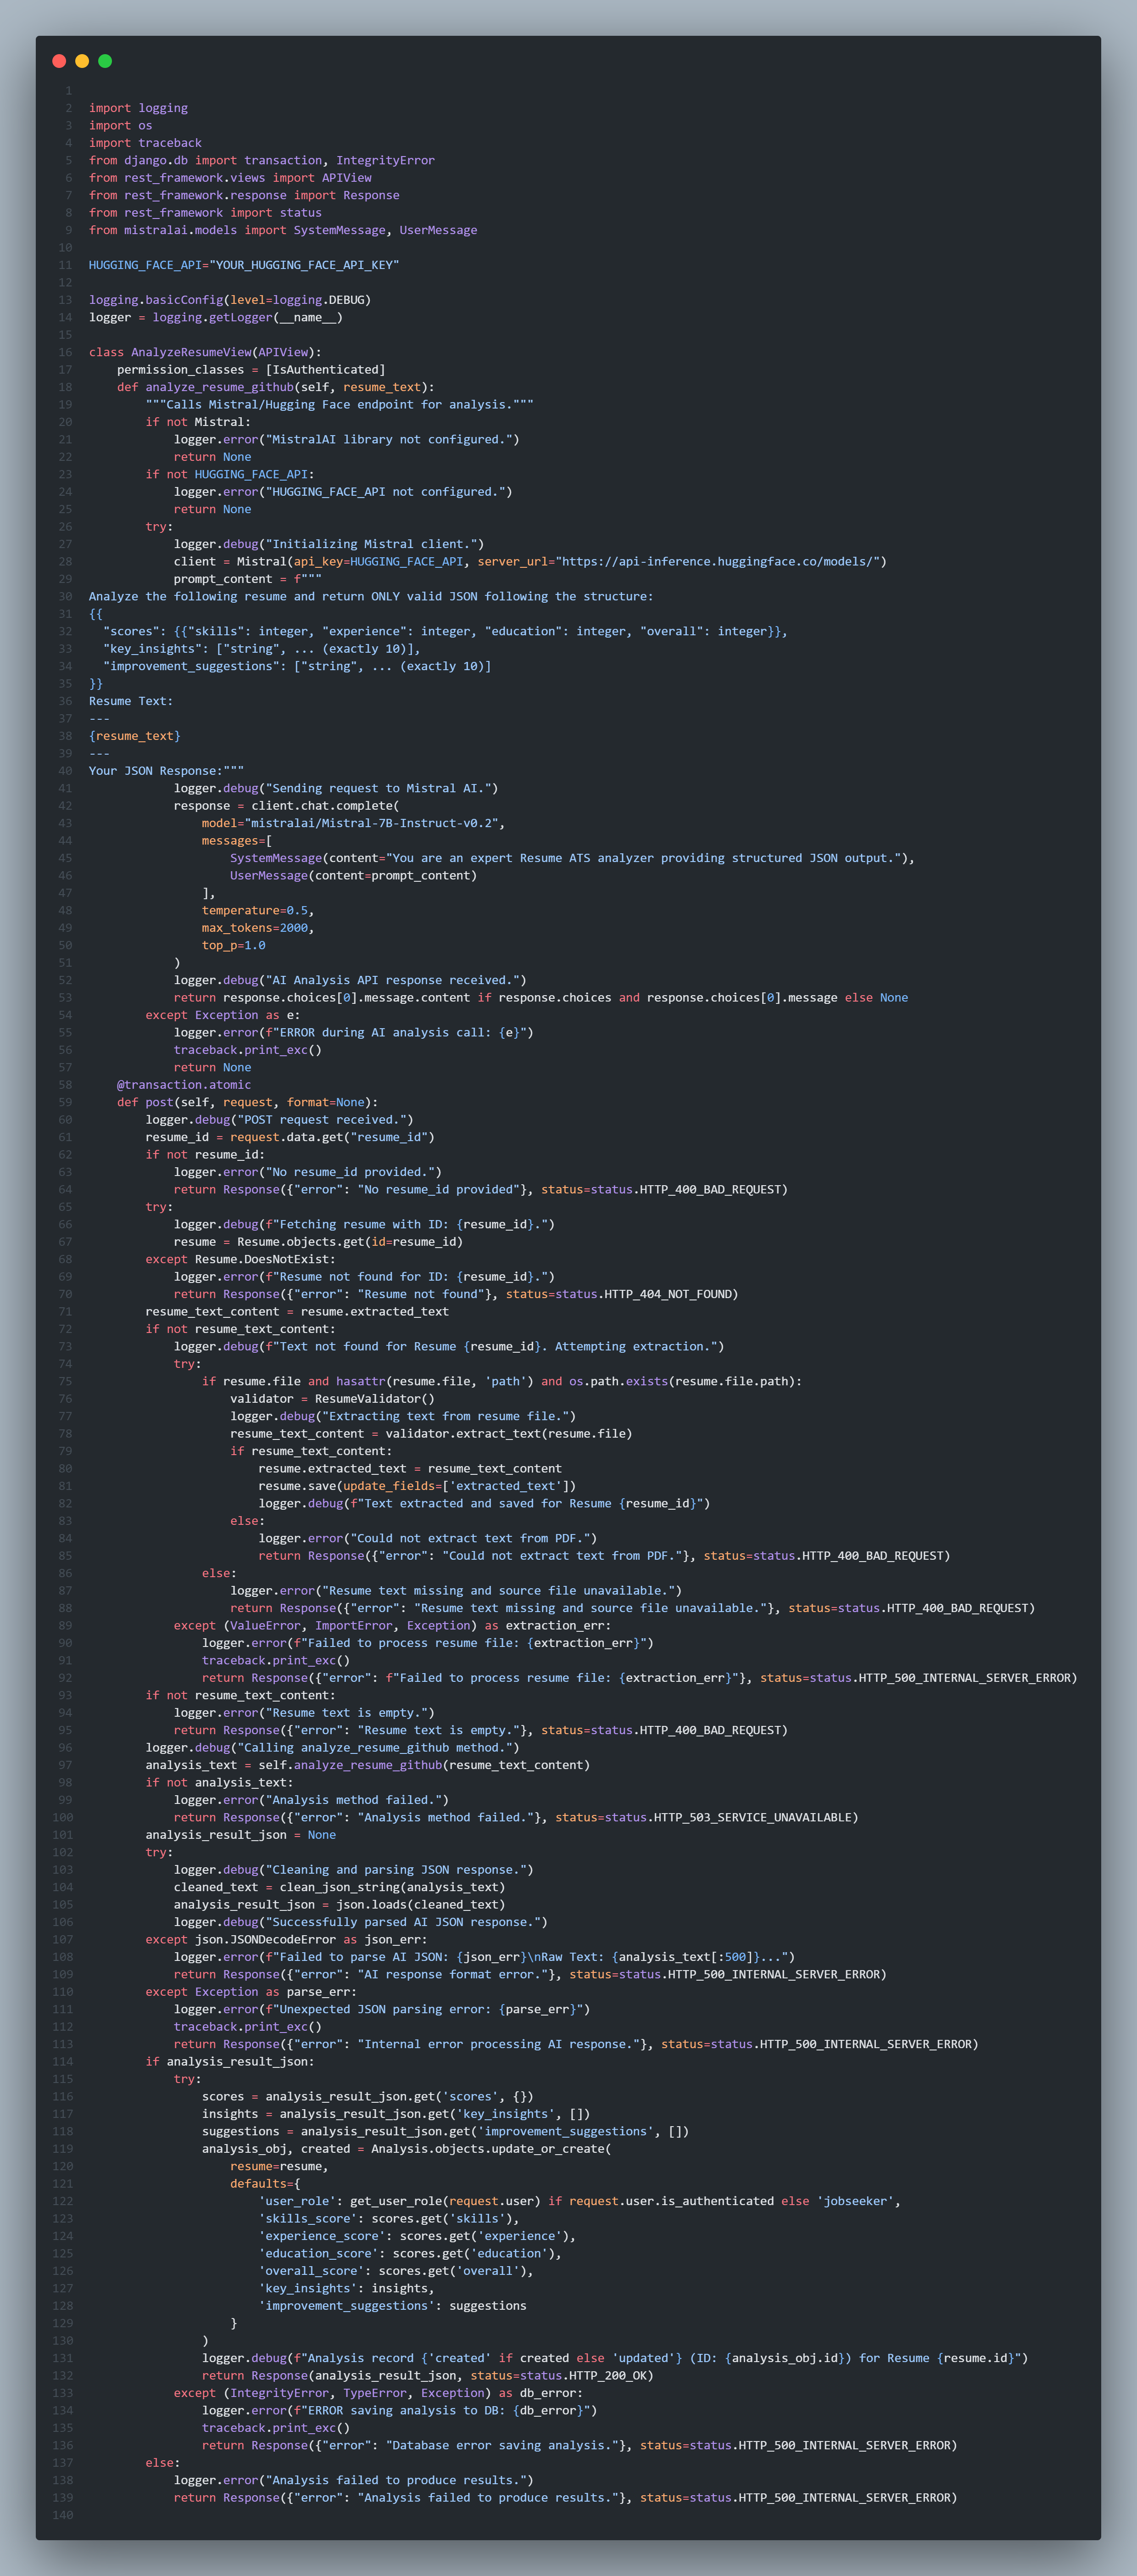 1
2 import logging
3 import os
4 import traceback
5 from django.db import transaction, IntegrityError
6 from rest_framework.views import APIView
7 from rest_framework.response import Response
8 from rest_framework import status
9 from mistralai.models import SystemMessage, UserMessage
10
11 HUGGING_FACE_API="YOUR_HUGGING_FACE_API_KEY"
12
13 logging.basicConfig(level=logging.DEBUG)
14 logger = logging.getLogger(__name__)
15
16 class AnalyzeResumeView(APIView):
17     permission_classes = [IsAuthenticated]
18     def analyze_resume_github(self, resume_text):
19         """Calls Mistral/Hugging Face endpoint for analysis."""
20         if not Mistral:
21             logger.error("MistralAI library not configured.")
22             return None
23         if not HUGGING_FACE_API:
24             logger.error("HUGGING_FACE_API not configured.")
25             return None
26         try:
27             logger.debug("Initializing Mistral client.")
28             client = Mistral(api_key=HUGGING_FACE_API, server_url="https://api-inference.huggingface.co/models/")
29             prompt_content = f"""
30 Analyze the following resume and return ONLY valid JSON following the structure:
31 {{
32   "scores": {{"skills": integer, "experience": integer, "education": integer, "overall": integer}},
33   "key_insights": ["string", ... (exactly 10)],
34   "improvement_suggestions": ["string", ... (exactly 10)]
35 }}
36 Resume Text:
37 ---
38 {resume_text}
39 ---
40 Your JSON Response:"""
41             logger.debug("Sending request to Mistral AI.")
42             response = client.chat.complete(
43                 model="mistralai/Mistral-7B-Instruct-v0.2",
44                 messages=[
45                     SystemMessage(content="You are an expert Resume ATS analyzer providing structured JSON output."),
46                     UserMessage(content=prompt_content)
47                 ],
48                 temperature=0.5,
49                 max_tokens=2000,
50                 top_p=1.0
51             )
52             logger.debug("AI Analysis API response received.")
53             return response.choices[0].message.content if response.choices and response.choices[0].message else None
54         except Exception as e:
55             logger.error(f"ERROR during AI analysis call: {e}")
56             traceback.print_exc()
57             return None
58     @transaction.atomic
59     def post(self, request, format=None):
60         logger.debug("POST request received.")
61         resume_id = request.data.get("resume_id")
62         if not resume_id:
63             logger.error("No resume_id provided.")
64             return Response({"error": "No resume_id provided"}, status=status.HTTP_400_BAD_REQUEST)
65         try:
66             logger.debug(f"Fetching resume with ID: {resume_id}.")
67             resume = Resume.objects.get(id=resume_id)
68         except Resume.DoesNotExist:
69             logger.error(f"Resume not found for ID: {resume_id}.")
70             return Response({"error": "Resume not found"}, status=status.HTTP_404_NOT_FOUND)
71         resume_text_content = resume.extracted_text
72         if not resume_text_content:
73             logger.debug(f"Text not found for Resume {resume_id}. Attempting extraction.")
74             try:
75                 if resume.file and hasattr(resume.file, 'path') and os.path.exists(resume.file.path):
76                     validator = ResumeValidator()
77                     logger.debug("Extracting text from resume file.")
78                     resume_text_content = validator.extract_text(resume.file)
79                     if resume_text_content:
80                         resume.extracted_text = resume_text_content
81                         resume.save(update_fields=['extracted_text'])
82                         logger.debug(f"Text extracted and saved for Resume {resume_id}")
83                     else:
84                         logger.error("Could not extract text from PDF.")
85                         return Response({"error": "Could not extract text from PDF."}, status=status.HTTP_400_BAD_REQUEST)
86                 else:
87                     logger.error("Resume text missing and source file unavailable.")
88                     return Response({"error": "Resume text missing and source file unavailable."}, status=status.HTTP_400_BAD_REQUEST)
89             except (ValueError, ImportError, Exception) as extraction_err:
90                 logger.error(f"Failed to process resume file: {extraction_err}")
91                 traceback.print_exc()
92                 return Response({"error": f"Failed to process resume file: {extraction_err}"}, status=status.HTTP_500_INTERNAL_SERVER_ERROR)
93         if not resume_text_content:
94             logger.error("Resume text is empty.")
95             return Response({"error": "Resume text is empty."}, status=status.HTTP_400_BAD_REQUEST)
96         logger.debug("Calling analyze_resume_github method.")
97         analysis_text = self.analyze_resume_github(resume_text_content)
98         if not analysis_text:
99             logger.error("Analysis method failed.")
100             return Response({"error": "Analysis method failed."}, status=status.HTTP_503_SERVICE_UNAVAILABLE)
101         analysis_result_json = None
102         try:
103             logger.debug("Cleaning and parsing JSON response.")
104             cleaned_text = clean_json_string(analysis_text)
105             analysis_result_json = json.loads(cleaned_text)
106             logger.debug("Successfully parsed AI JSON response.")
107         except json.JSONDecodeError as json_err:
108             logger.error(f"Failed to parse AI JSON: {json_err}\nRaw Text: {analysis_text[:500]}...")
109             return Response({"error": "AI response format error."}, status=status.HTTP_500_INTERNAL_SERVER_ERROR)
110         except Exception as parse_err:
111             logger.error(f"Unexpected JSON parsing error: {parse_err}")
112             traceback.print_exc()
113             return Response({"error": "Internal error processing AI response."}, status=status.HTTP_500_INTERNAL_SERVER_ERROR)
114         if analysis_result_json:
115             try:
116                 scores = analysis_result_json.get('scores', {})
117                 insights = analysis_result_json.get('key_insights', [])
118                 suggestions = analysis_result_json.get('improvement_suggestions', [])
119                 analysis_obj, created = Analysis.objects.update_or_create(
120                     resume=resume,
121                     defaults={
122                         'user_role': get_user_role(request.user) if request.user.is_authenticated else 'jobseeker',
123                         'skills_score': scores.get('skills'),
124                         'experience_score': scores.get('experience'),
125                         'education_score': scores.get('education'),
126                         'overall_score': scores.get('overall'),
127                         'key_insights': insights,
128                         'improvement_suggestions': suggestions
129                     }
130                 )
131                 logger.debug(f"Analysis record {'created' if created else 'updated'} (ID: {analysis_obj.id}) for Resume {resume.id}")
132                 return Response(analysis_result_json, status=status.HTTP_200_OK)
133             except (IntegrityError, TypeError, Exception) as db_error:
134                 logger.error(f"ERROR saving analysis to DB: {db_error}")
135                 traceback.print_exc()
136                 return Response({"error": "Database error saving analysis."}, status=status.HTTP_500_INTERNAL_SERVER_ERROR)
137         else:
138             logger.error("Analysis failed to produce results.")
139             return Response({"error": "Analysis failed to produce results."}, status=status.HTTP_500_INTERNAL_SERVER_ERROR)
140